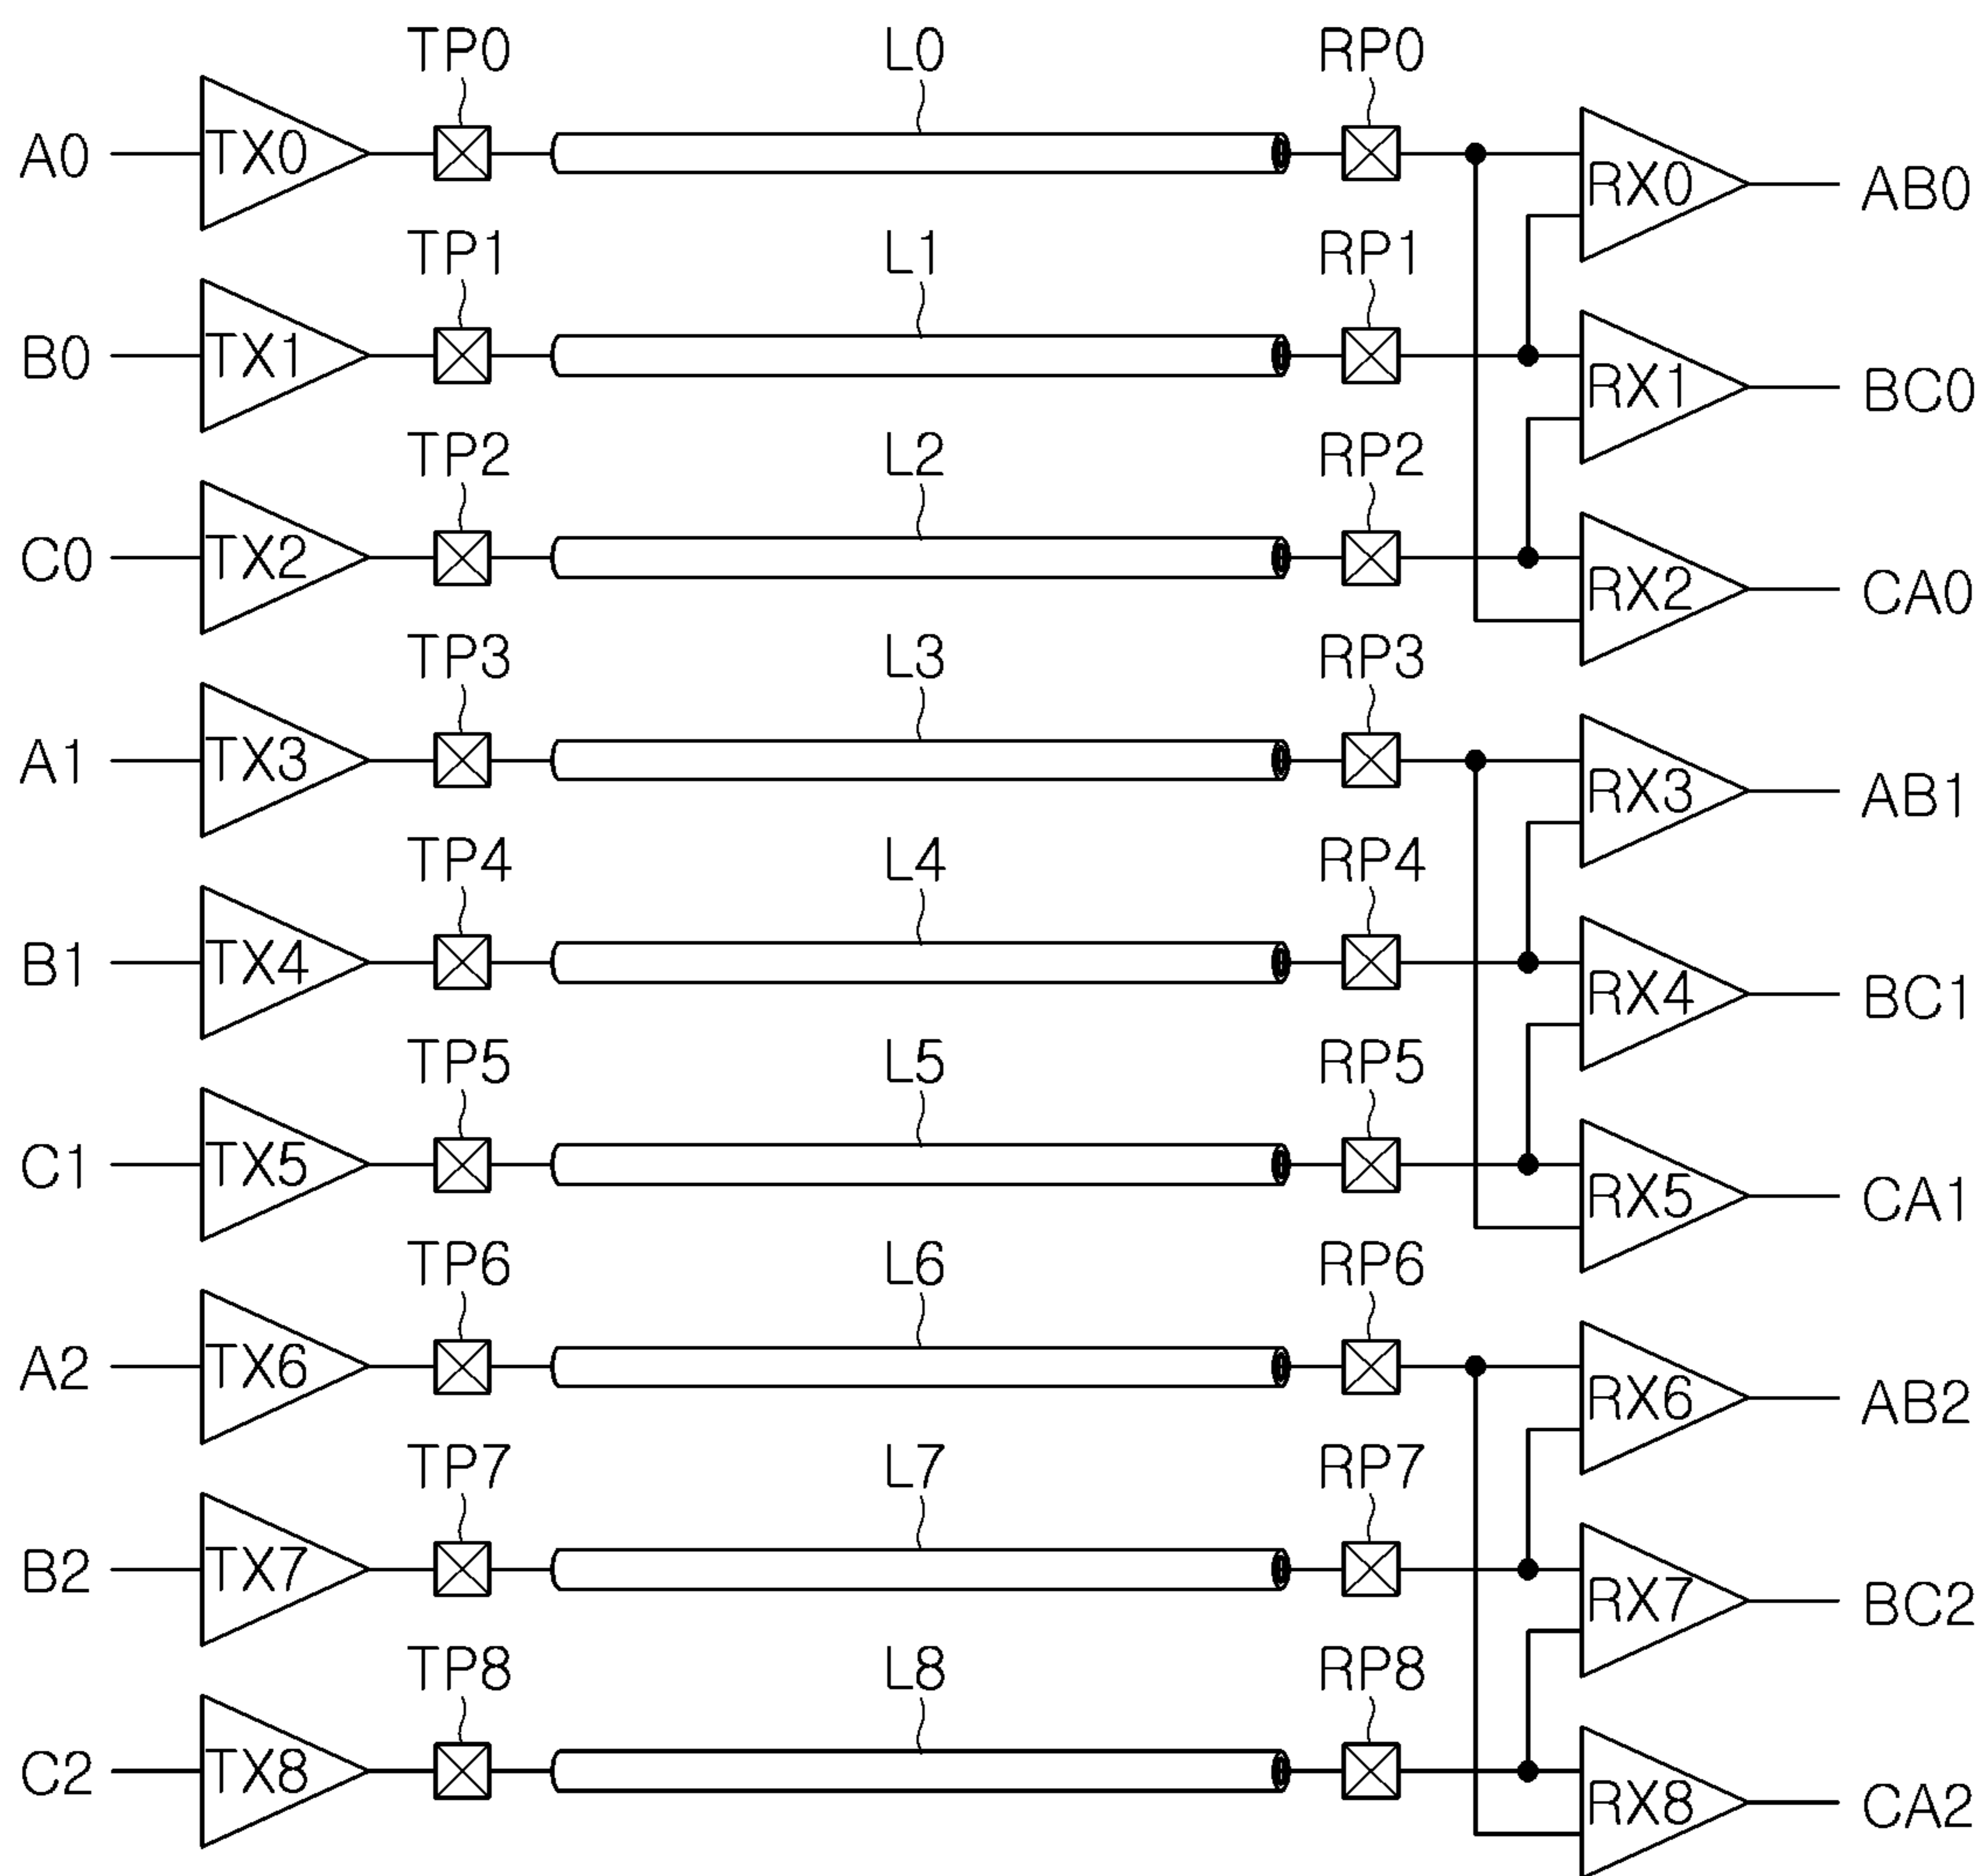 TP0 L0 RP0
A0 TX0 RX0 AB0
TP1 L1 RP1
B0 TX1 RX1 BC0
TP2 L2 RP2
C0 TX2 RX2 CA0
TP3 L3 RP3
A1 TX3 RX3 AB1
TP4 L4 RP4
B1 TX4 RX4 BC1
TP5 L5 RP5
C1 TX5 RX5 CA1
TP6 L6 RP6
A2 TX6 RX6 AB2
TP7 L7 RP7
B2 TX7 RX7 BC2
TP8 L8 RP8
C2 TX8 RX8 CA2